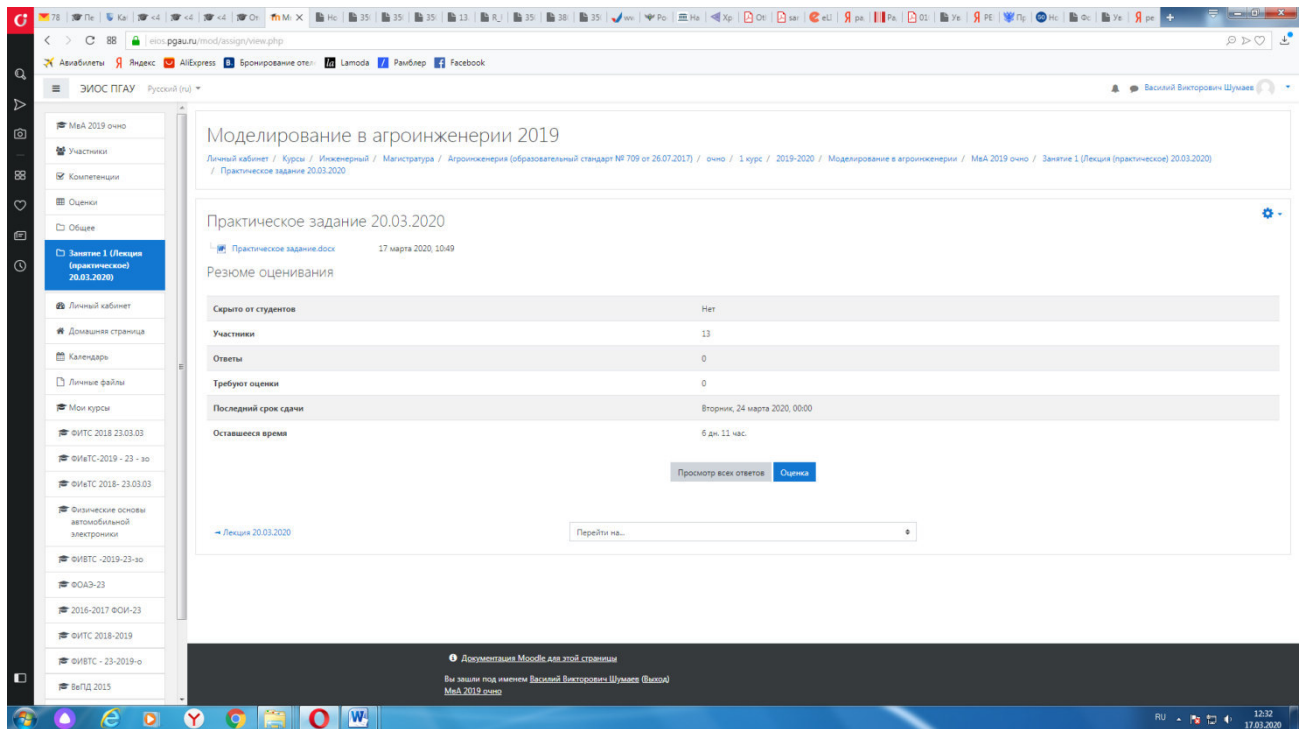 eios.pgau.ru/mod/assign/view.php
Авиабилеты Яндекс AliExpress Бронирование отел Lamoda Рамблер Facebook
ЭИОС ПГАУ Русский (ru)
Василий Викторович Шумаев
МвА 2019 очно
Участники
Компетенции
Оценки
Общее
Занятие 1 (Лекция
(практическое)
20.03.2020)
Личный кабинет
Домашняя страница
Календарь
Личные файлы
Мои курсы
ФИТС 2018 23.03.03
ФИвТС-2019 - 23 - зо
ФИвТС 2018- 23.03.03
Физические основы
автомобильной
электроники
ФИВТС -2019-23-зо
ФОАЭ-23
2016-2017 ФОИ-23
ФИТС 2018-2019
ФИВТС - 23-2019-о
ВвПД 2015
Моделирование в агроинженерии 2019
Личный кабинет / Курсы / Инженерный / Магистратура / Агроинженерия (образовательный стандарт № 709 от 26.07.2017) / очно / 1 курс / 2019-2020 / Моделирование в агроинженерии / МвА 2019 очно / Занятие 1 (Лекция (практическое) 20.03.2020)
/ Практическое задание 20.03.2020
Практическое задание 20.03.2020
Практическое задание.docx 17 марта 2020, 10:49
Резюме оценивания
Скрыто от студентов Нет
Участники 13
Ответы 0
Требуют оценки 0
Последний срок сдачи Вторник, 24 марта 2020, 00:00
Оставшееся время 6 дн. 11 час.
Просмотр всех ответов Оценка
→ Лекция 20.03.2020 Перейти на...
Документация Moodle для этой страницы
Вы зашли под именем Василий Викторович Шумаев (Выход)
МвА 2019 очно
RU 12:32
17.03.2020